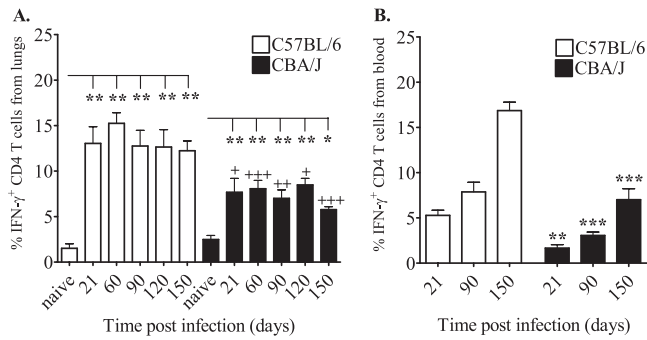 A.
% IFN-γ+ CD4 T cells from lungs
25
20
15
10
5
0
C57BL/6
CBA/J
** ** ** ** **
** ** ** ** *
+ +++ ++ + +++
naive 21 60 90 120 150 naive 21 60 90 120 150
Time post infection (days)
B.
% IFN-γ+ CD4 T cells from blood
25
20
15
10
5
0
C57BL/6
CBA/J
** *** ***
21 90 150 21 90 150
Time post infection (days)